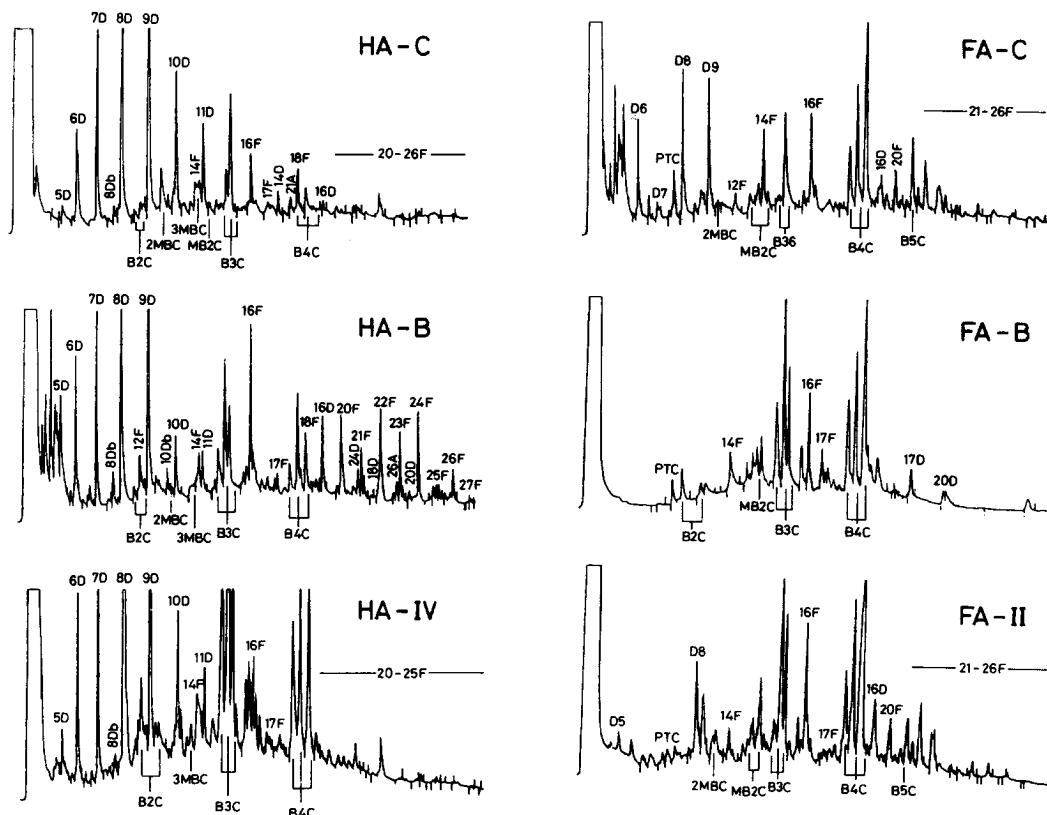 HA-C
7D 8D 9D
10D
6D
11D
14F
16F
20-26F
18F
14D
17F
21A
16D
5D
8Db
3MBC
2MBC
MB2C
B2C
B3C
B4C
FA-C
D8
D9
16F
D6
14F
21-26F
PTC
16D
20F
D7
12F
2MBC
MB2C
B36
B4C
B5C
HA-B
7D 8D 9D
16F
6D
5D
10D
12F
10Db
14F
11D
8Db
17F
18F
16D
20F
22F
24F
21F
23F
24D
18D
26A
20D
25F
26F
27F
2MBC
3MBC
B2C
B3C
B4C
FA-B
16F
14F
17F
PTC
17D
20D
MB2C
B2C
B3C
B4C
HA-IV
6D 7D 8D 9D
10D
11D
14F
16F
20-25F
5D
8Db
17F
3MBC
B2C
B3C
B4C
FA-II
16F
D8
21-26F
16D
20F
D5
14F
PTC
17F
2MBC
MB2C
B3C
B4C
B5C